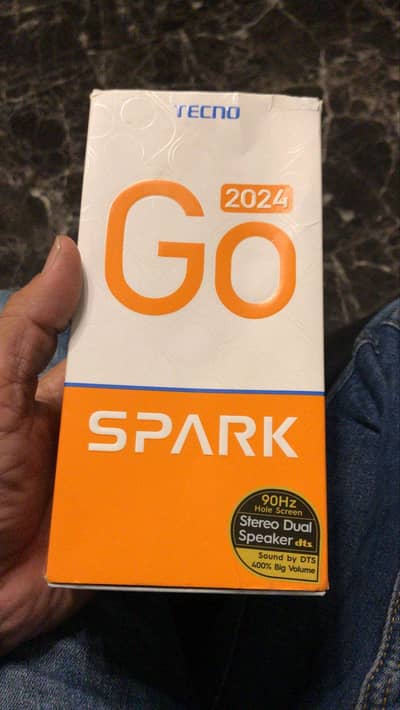 TECNO
Go 2024
SPARK
90Hz
Hole Screen
Stereo Dual
Speaker dts
Sound by DTS
400% Big Volume